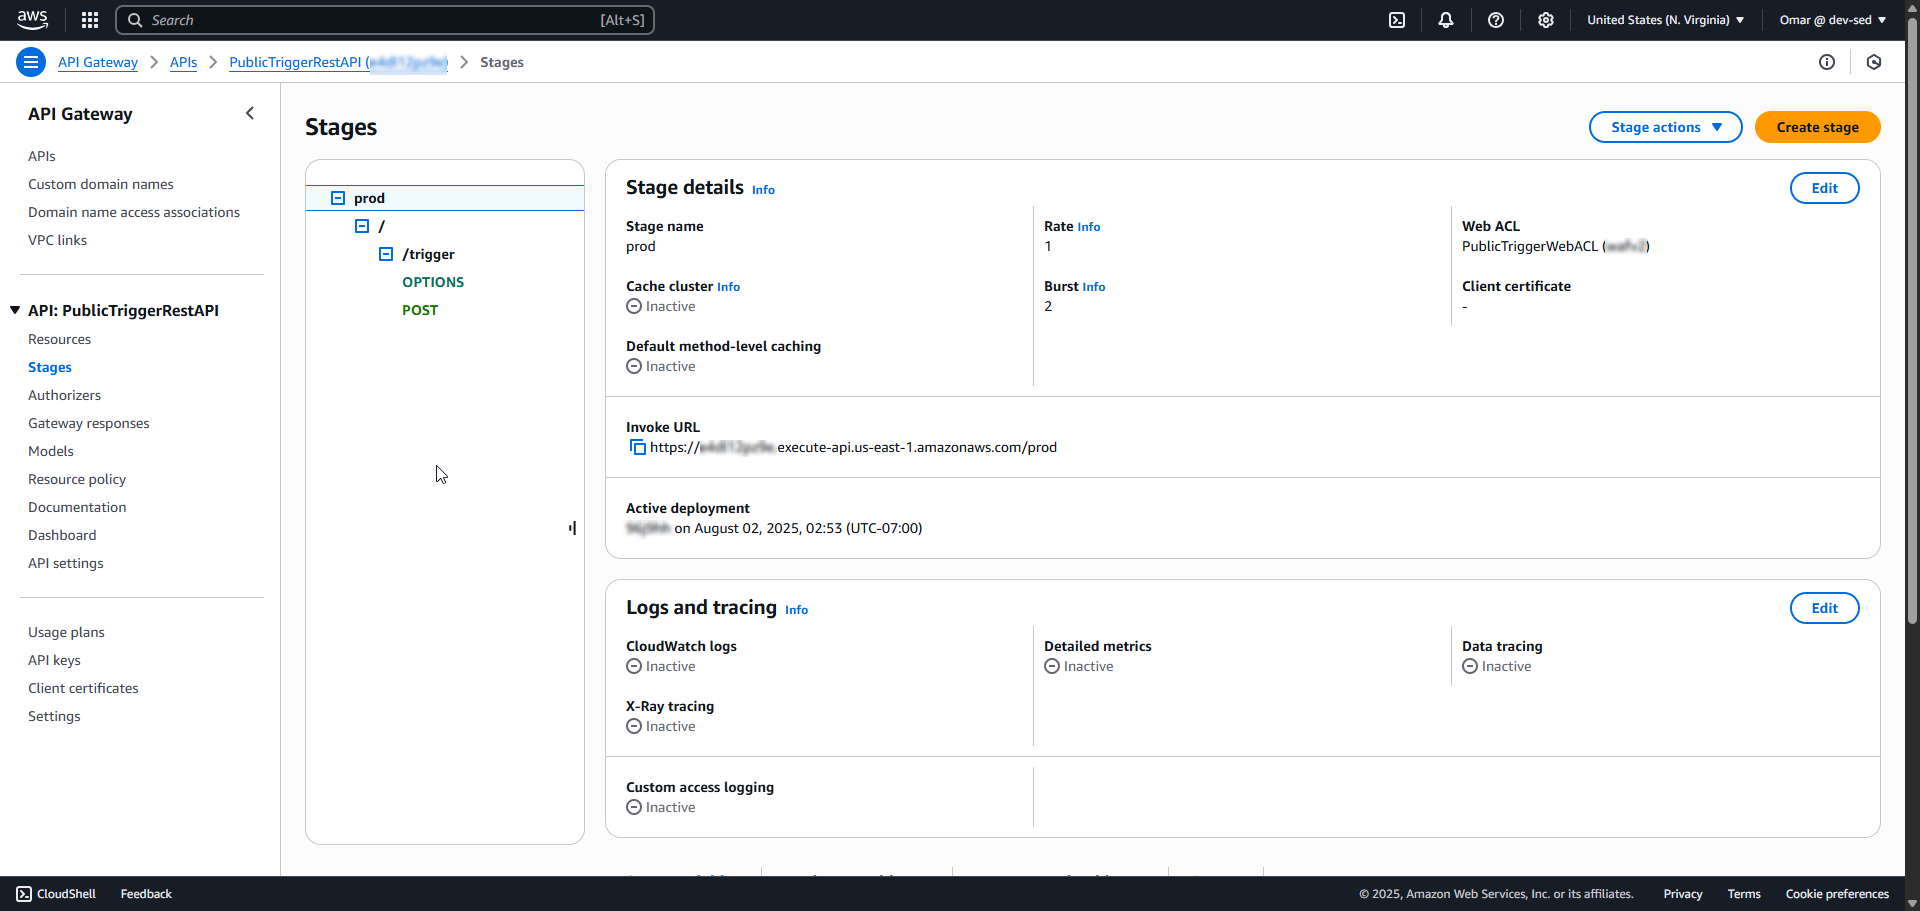 aws
Search [Alt+S]
United States (N. Virginia)
Omar @ dev-sed
API Gateway
APIs
PublicTriggerRestAPI (
Stages
API Gateway
APIs
Custom domain names
Domain name access associations
VPC links
API: PublicTriggerRestAPI
Resources
Stages
Authorizers
Gateway responses
Models
Resource policy
Documentation
Dashboard
API settings
Usage plans
API keys
Client certificates
Settings
Stages
Stage actions
Create stage
prod
/
/trigger
OPTIONS
POST
Stage details Info
Edit
Stage name
prod
Rate Info
1
Web ACL
PublicTriggerWebACL ( )
Cache cluster Info
Inactive
Burst Info
2
Client certificate
-
Default method-level caching
Inactive
Invoke URL
https:// execute-api.us-east-1.amazonaws.com/prod
Active deployment
on August 02, 2025, 02:53 (UTC-07:00)
Logs and tracing Info
Edit
CloudWatch logs
Inactive
Detailed metrics
Inactive
Data tracing
Inactive
X-Ray tracing
Inactive
Custom access logging
Inactive
CloudShell
Feedback
© 2025, Amazon Web Services, Inc. or its affiliates.
Privacy
Terms
Cookie preferences